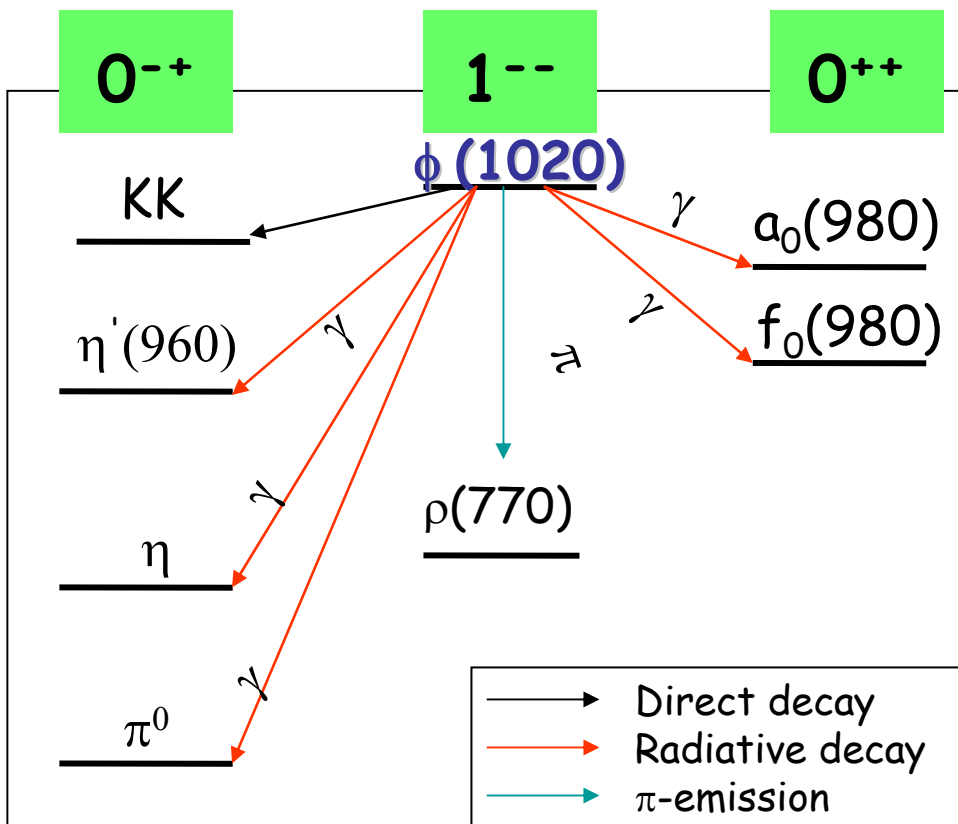 0⁻⁺
1⁻⁻
0⁺⁺
ϕ (1020)
KK
γ
a₀(980)
η'(960)
γ
γ
f₀(980)
π
γ
ρ(770)
η
γ
π⁰
Direct decay
Radiative decay
π-emission